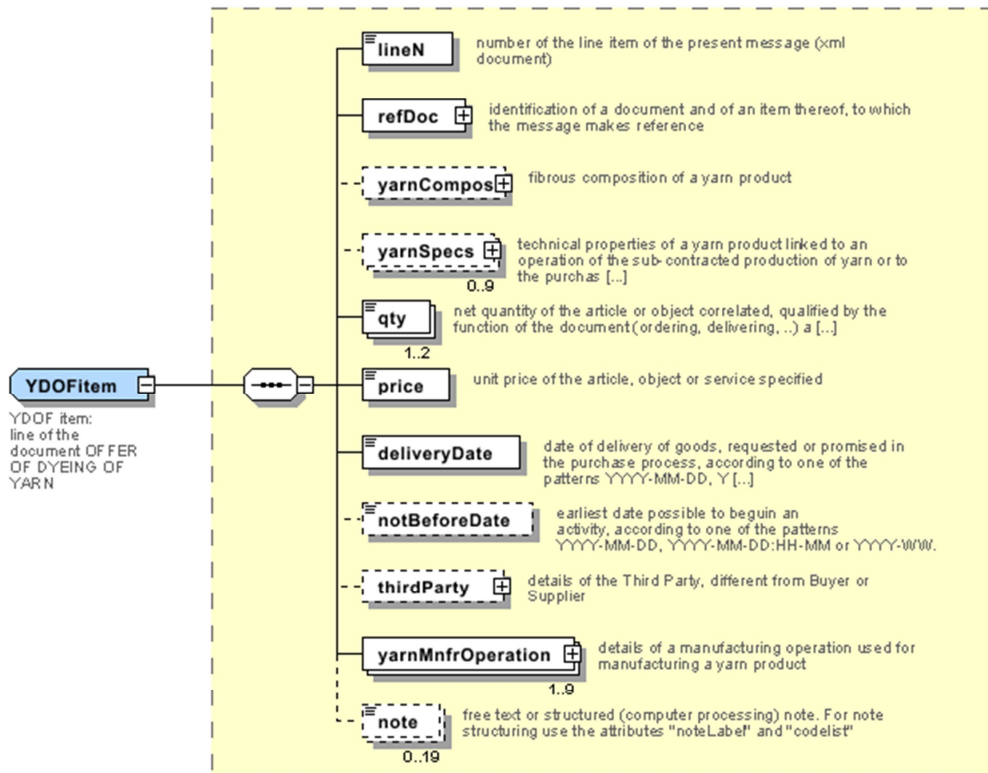 lineN
number of the line item of the present message (xml
document)
refDoc
identification of a document and of an item thereof, to which
the message makes reference
yarnCompos
fibrous composition of a yarn product
yarnSpecs
0..9
technical properties of a yarn product linked to an
operation of the sub-contracted production of yarn or to
the purchas [...]
qty
1..2
net quantity of the article or object correlated, qualified by the
function of the document (ordering, delivering, ..) a [...]
YDOFitem
YDOF item:
line of the
document OFFER
OF DYEING OF
YARN
price
unit price of the article, object or service specified
deliveryDate
date of delivery of goods, requested or promised in
the purchase process, according to one of the
patterns YYYY-MM-DD, Y [...]
notBeforeDate
earliest date possible to beguin an
activity, according to one of the patterns
YYYY-MM-DD, YYYY-MM-DD:HH-MM or YYYY-WW.
thirdParty
details of the Third Party, different from Buyer or
Supplier
yarnMnfrOperation
1..9
details of a manufacturing operation used for
manufacturing a yarn product
note
0..19
free text or structured (computer processing) note. For note
structuring use the attributes "noteLabel" and "codelist"